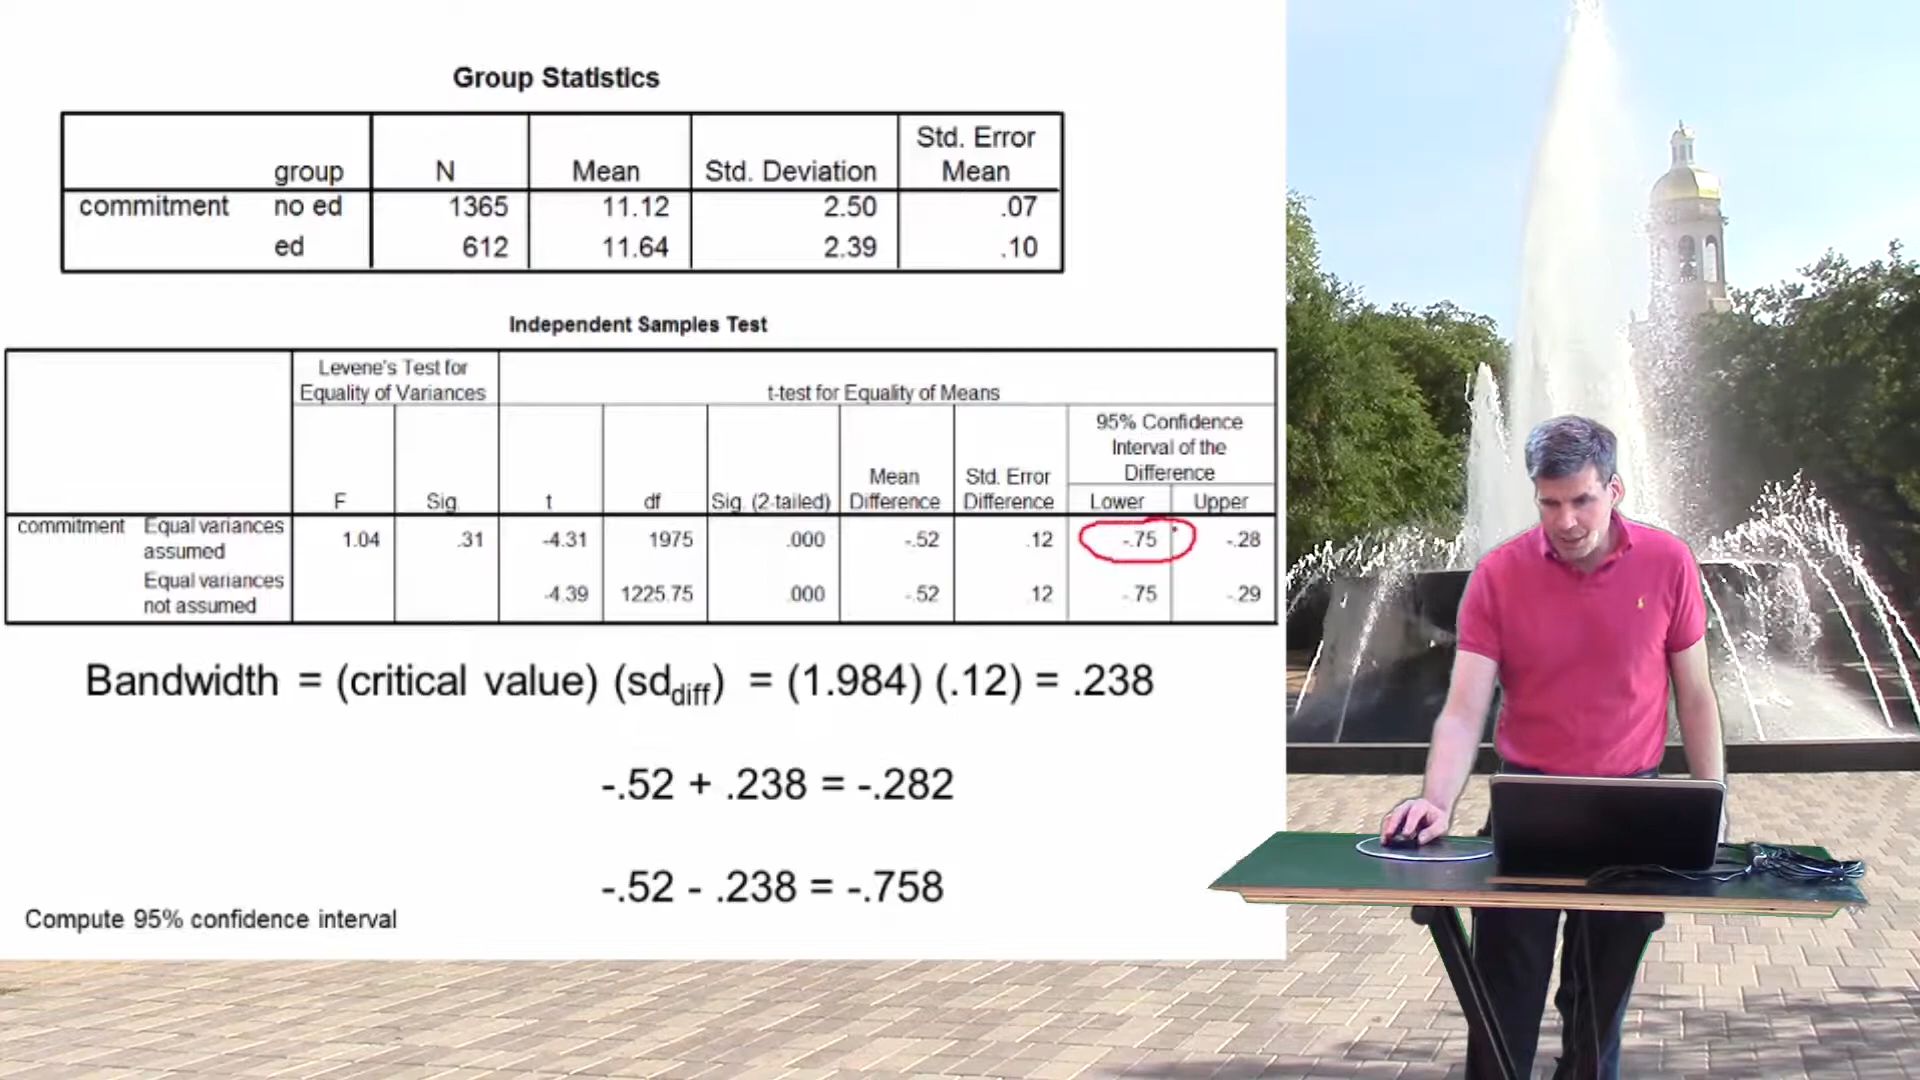 Group Statistics
group N Mean Std. Deviation Std. Error Mean
commitment no ed 1365 11.12 2.50 .07
ed 612 11.64 2.39 .10
Independent Samples Test
Levene's Test for Equality of Variances
t-test for Equality of Means
95% Confidence Interval of the Difference
F Sig. t df Sig. (2-tailed) Mean Difference Std. Error Difference Lower Upper
commitment Equal variances assumed 1.04 .31 -4.31 1975 .000 -.52 .12 -.75 -.28
Equal variances not assumed -4.39 1225.75 .000 -.52 .12 -.75 -.29
Bandwidth = (critical value) (sddiff) = (1.984) (.12) = .238
-.52 + .238 = -.282
-.52 - .238 = -.758
Compute 95% confidence interval